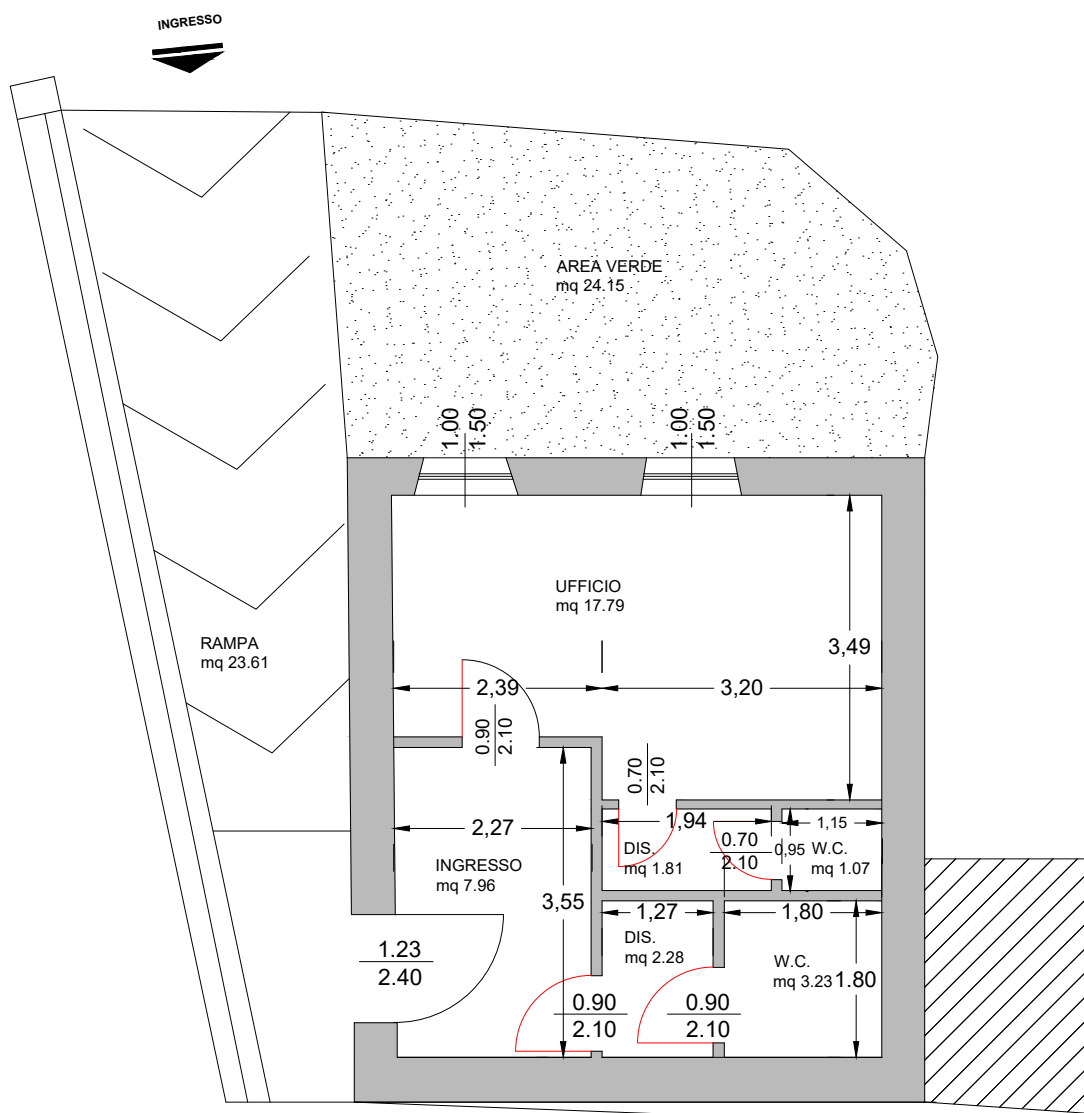 INGRESSO
AREA VERDE
mq 24.15
1.00
1.50
1.00
1.50
UFFICIO
mq 17.79
RAMPA
mq 23.61
3,49
2,39
3,20
0.90
2.10
0.70
2.10
2,27
1,94
1,15
INGRESSO
mq 7.96
DIS.
mq 1.81
0.70
2.10
0,95
W.C.
mq 1.07
3,55
1,27
1,80
DIS.
mq 2.28
W.C.
mq 3.23
1.80
1.23
2.40
0.90
2.10
0.90
2.10